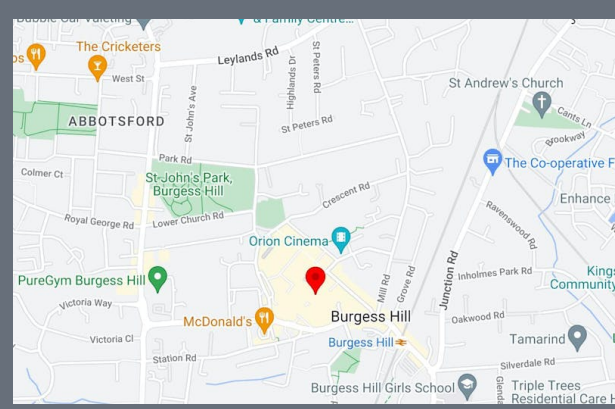 & Family Centre...
The Cricketers
Leylands Rd
West St
St Peters Rd
Highlands Dr
St Andrew's Church
ABBOTSFORD
St John's Ave
St Peters Rd
Cants Ln
Park Rd
The Co-operative F
Colmer Ct
St-John's Park,
Burgess Hill
Crescent Rd
Enhance
Royal George Rd
Lower Church Rd
Ravenswood Rd
Orion Cinema
PureGym Burgess Hill
Mill Rd
Grove Rd
Junction Rd
Inholmes Park Rd
Kings
Community
Victoria Way
McDonald's
Burgess Hill
Oakwood Rd
Victoria Cl
Burgess Hill
Tamarind
Station Rd
Silverdale Rd
Burgess Hill Girls School
Glenda
Triple Trees
Residential Care H